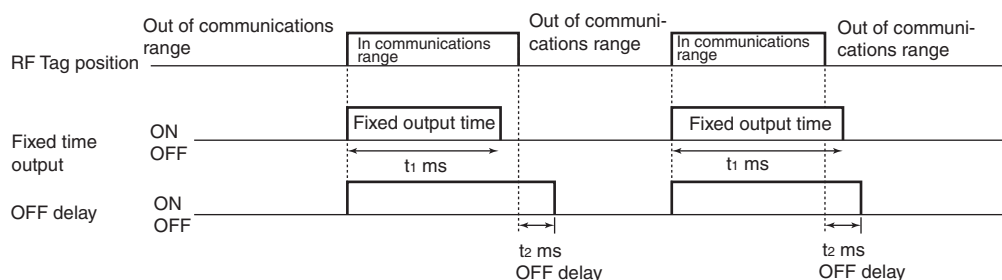 Out of communications
range
In communications
range
Out of communi-
cations range
In communications
range
Out of communi-
cations range
RF Tag position
Fixed time
output
ON
OFF
Fixed output time
t1 ms
Fixed output time
t1 ms
OFF delay
ON
OFF
t2 ms
OFF delay
t2 ms
OFF delay